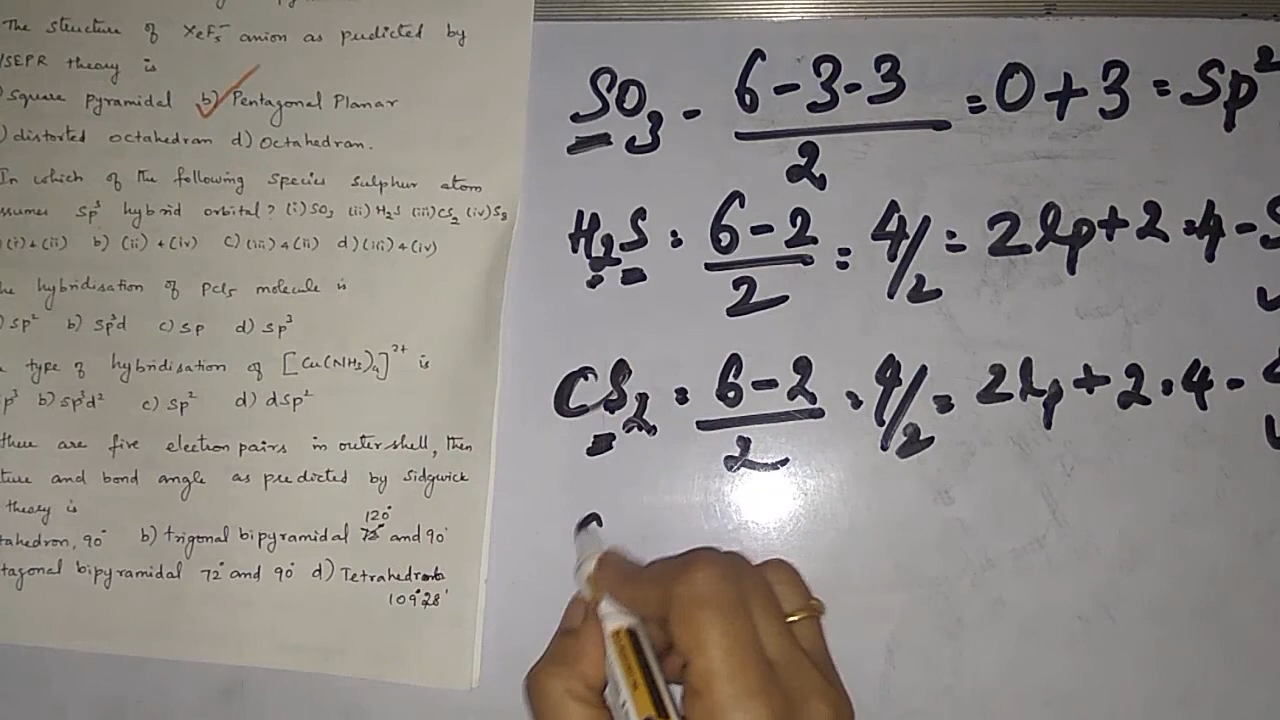 The structure of XeF5⁻ anion as predicted by
VSEPR theory is
Square Pyramidal b) Pentagonal Planar
) distorted octahedran d) Octahedran.
In which of the following species Sulphur atom
ssumes Sp³ hybrid orbital? (i) SO3 (ii) H2S (iii) CS2 (iv) S8
(i)+(ii) b) (ii)+(iv) c) (iii)+(ii) d) (iii)+(iv)
he hybridisation of PCl5 molecule is
) sp² b) sp³d c) sp d) sp³
type of hybridisation of [Cu(NH3)4]²⁺ is
p³ b) sp³d² c) sp² d) dsp²
there are five electron pairs in outer shell, then
ture and bond angle as predicted by Sidgwick
theory is
120°
tahedron, 90° b) trigonal bipyramidal 72° and 90°
tagonal bipyramidal 72° and 90° d) Tetrahedron
109°28'
SO3 - 6-3-3/2 = 0+3 = Sp²
H2S = 6-2/2 = 4/2 = 2lp+2=4-S
CS2 = 6-2/2 = 4/2 = 2lp+2=4-